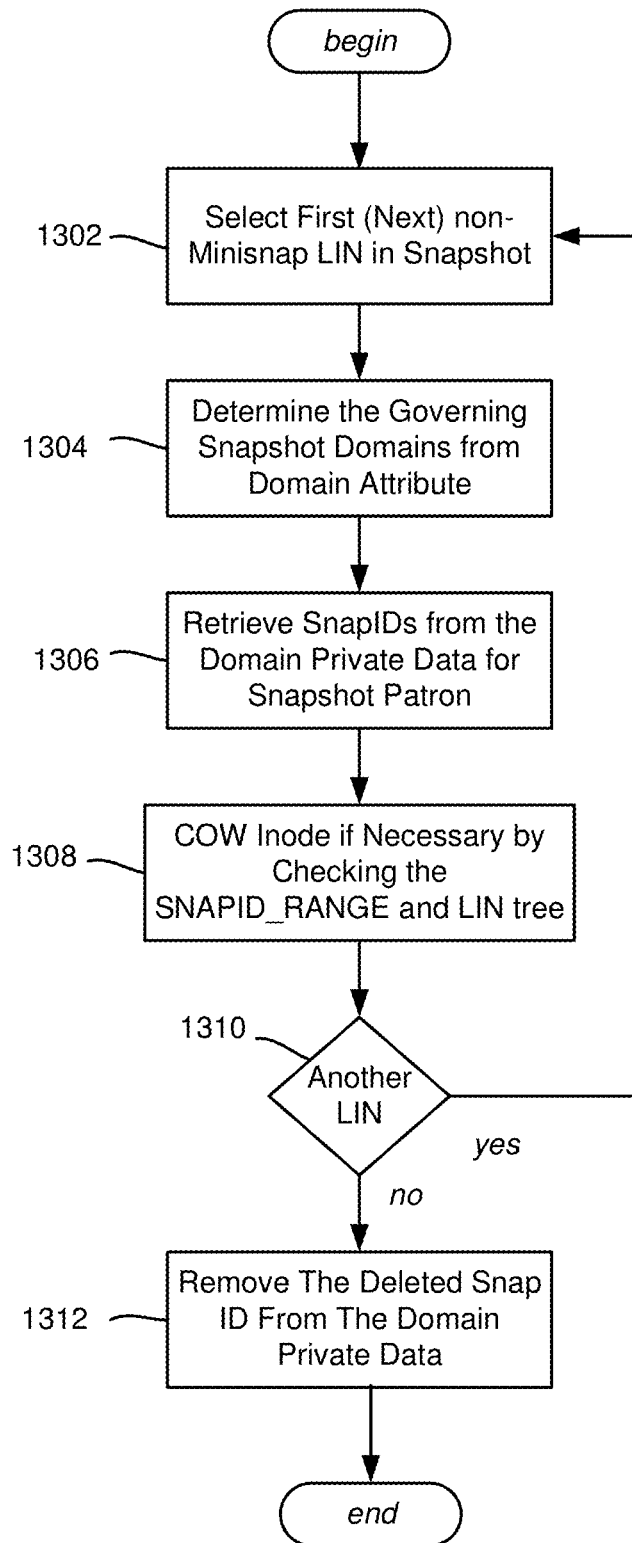 begin
1302
Select First (Next) non-
Minisnap LIN in Snapshot
1304
Determine the Governing
Snapshot Domains from
Domain Attribute
1306
Retrieve SnapIDs from the
Domain Private Data for
Snapshot Patron
1308
COW Inode if Necessary by
Checking the
SNAPID_RANGE and LIN tree
1310
Another
LIN
yes
no
1312
Remove The Deleted Snap
ID From The Domain
Private Data
end